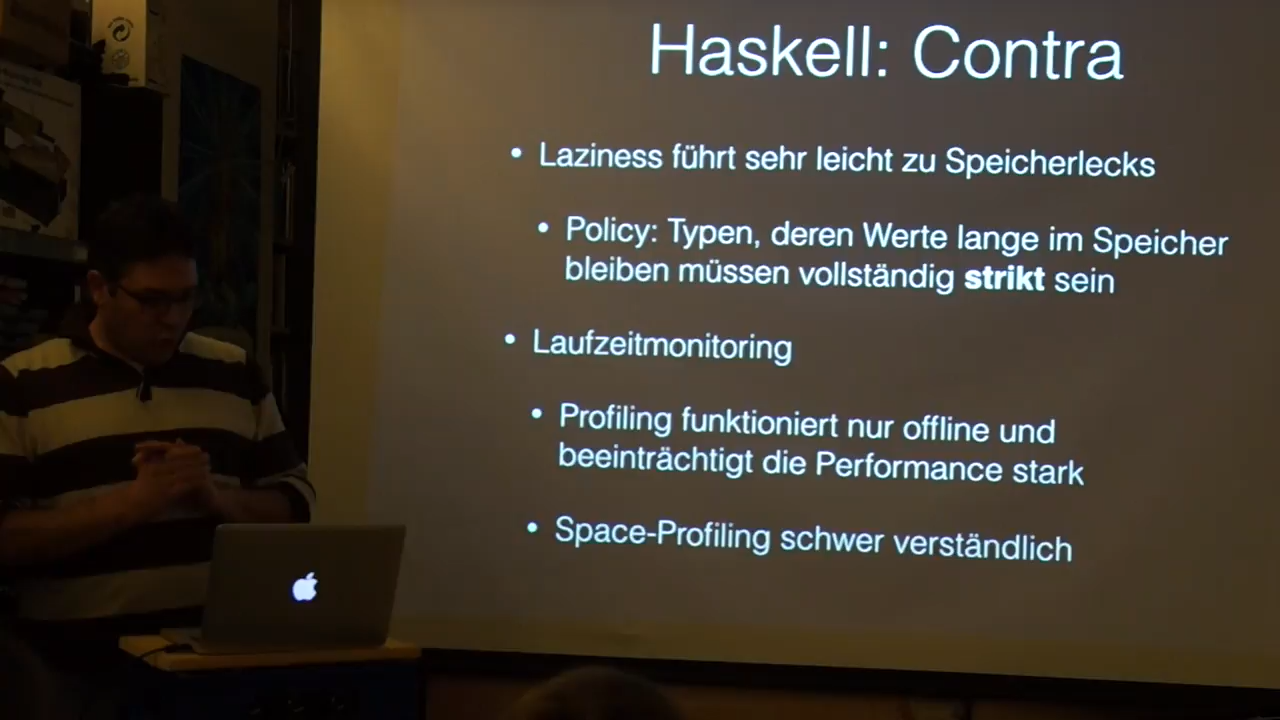 Haskell: Contra
• Laziness führt sehr leicht zu Speicherlecks
• Policy: Typen, deren Werte lange im Speicher
bleiben müssen vollständig strikt sein
• Laufzeitmonitoring
• Profiling funktioniert nur offline und
beeinträchtigt die Performance stark
• Space-Profiling schwer verständlich